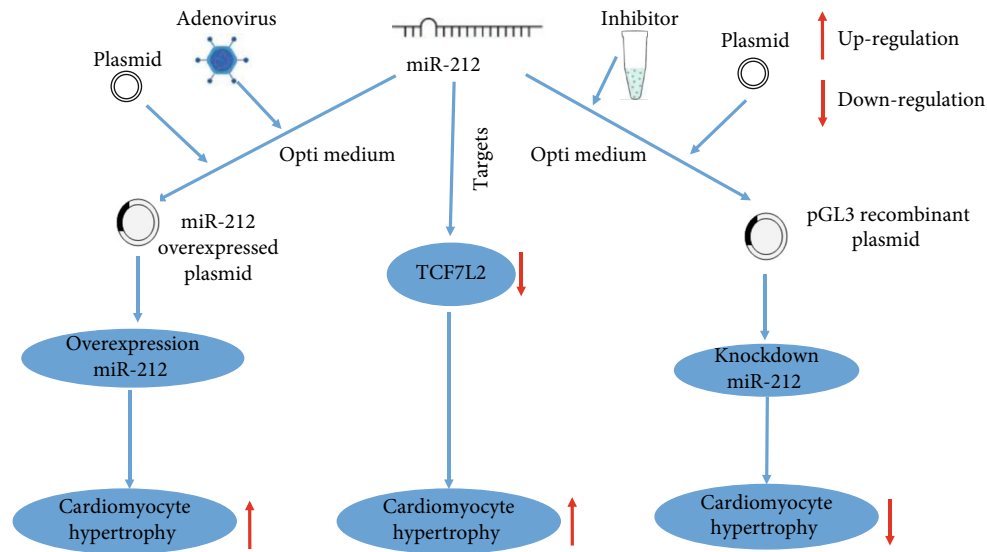 Adenovirus
Plasmid
miR-212
Inhibitor
Plasmid
Up-regulation
Down-regulation
Opti medium
Targets
Opti medium
miR-212
overexpressed
plasmid
pGL3 recombinant
plasmid
TCF7L2
Overexpression
miR-212
Knockdown
miR-212
Cardiomyocyte
hypertrophy
Cardiomyocyte
hypertrophy
Cardiomyocyte
hypertrophy